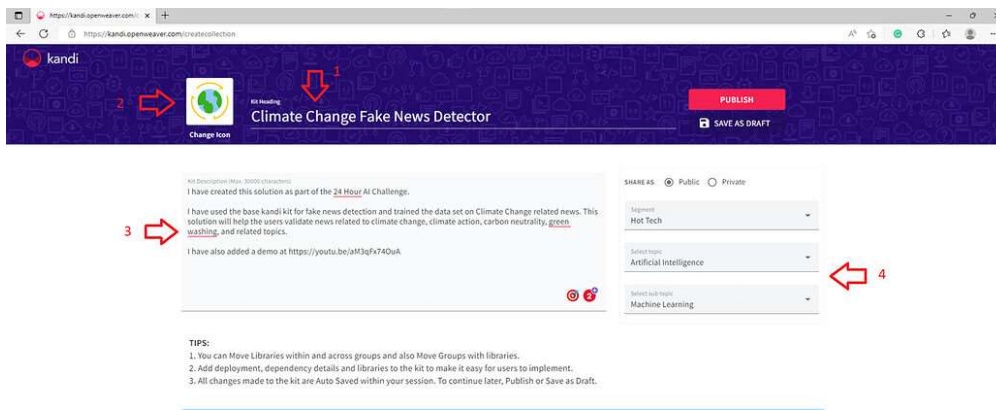 https://kandi.openweaver.com/c
https://kandi.openweaver.com/createcollection
kandi
1
2
Kit Heading
Climate Change Fake News Detector
Change Icon
PUBLISH
SAVE AS DRAFT
Kit Description (Max. 30000 characters)
I have created this solution as part of the 24 Hour AI Challenge.
I have used the base kandi kit for fake news detection and trained the data set on Climate Change related news. This
solution will help the users validate news related to climate change, climate action, carbon neutrality, green
washing, and related topics.
I have also added a demo at https://youtu.be/aM3qFx74OuA
3
2
SHARE AS
Public
Private
Segment
Hot Tech
Select topic
Artificial Intelligence
Select sub-topic
Machine Learning
4
TIPS:
1. You can Move Libraries within and across groups and also Move Groups with libraries.
2. Add deployment, dependency details and libraries to the kit to make it easy for users to implement.
3. All changes made to the kit are Auto Saved within your session. To continue later, Publish or Save as Draft.